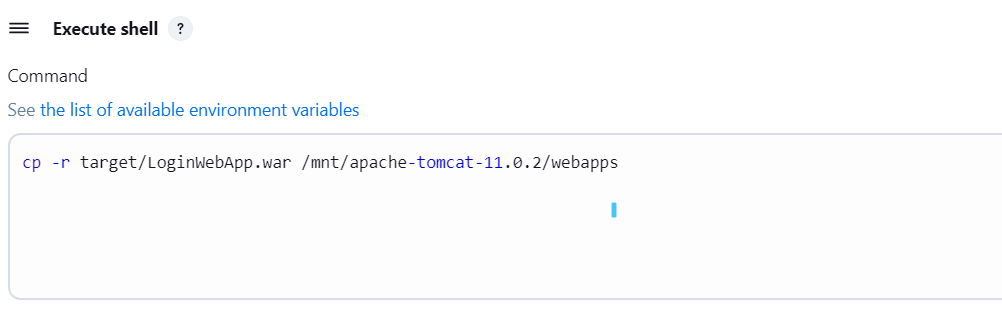 Execute shell ?
Command
See the list of available environment variables
cp -r target/LoginWebApp.war /mnt/apache-tomcat-11.0.2/webapps